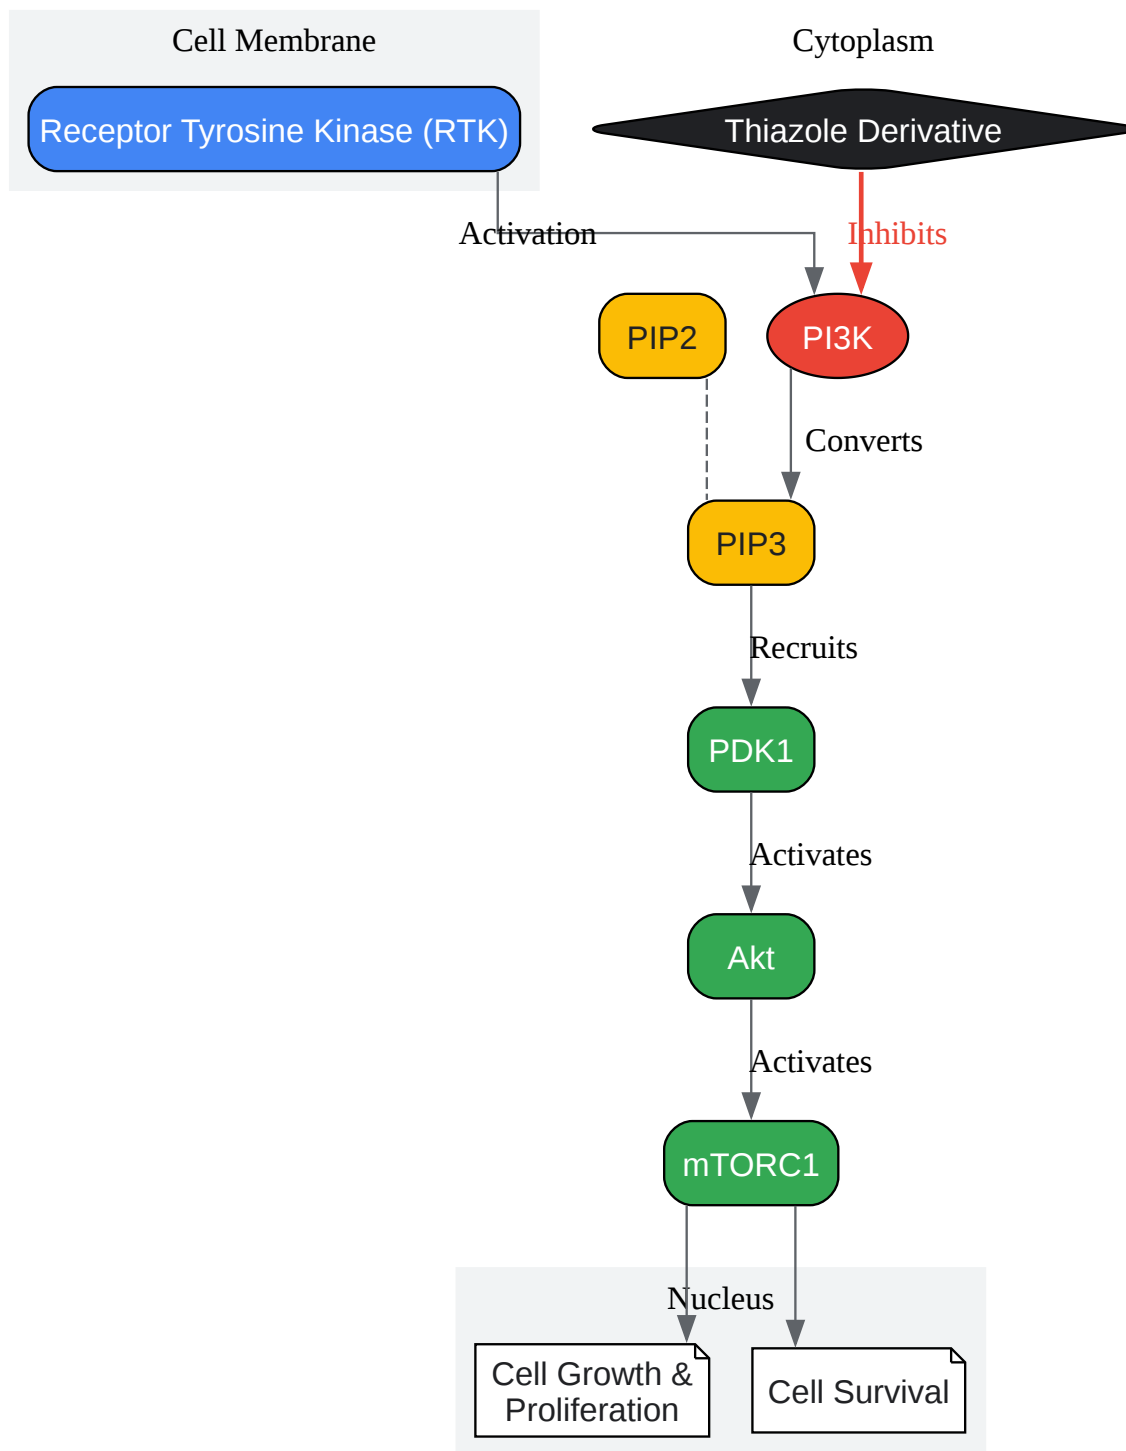 Cell Membrane
Cytoplasm
Receptor Tyrosine Kinase (RTK)
Thiazole Derivative
Activation
Inhibits
PIP2
PI3K
Converts
PIP3
Recruits
PDK1
Activates
Akt
Activates
mTORC1
Nucleus
Cell Growth &
Proliferation
Cell Survival